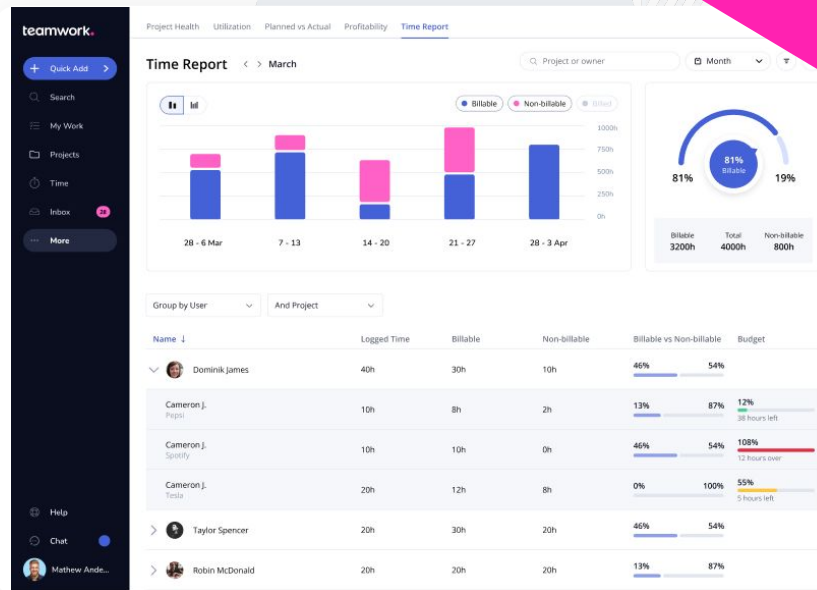 teamwork.
Quick Add
Search
My Work
Projects
Time
Inbox 28
More
Help
Chat
Mathew Ande...
Project Health Utilization Planned vs Actual Profitability Time Report
Time Report < > March
Project or owner
Month
Billable Non-billable Billed
1000h
750h
500h
250h
0h
28 - 6 Mar 7 - 13 14 - 20 21 - 27 28 - 3 Apr
81%
Billable
81% 19%
Billable Total Non-billable
3200h 4000h 800h
Group by User And Project
Name ↓ Logged Time Billable Non-billable Billable vs Non-billable Budget
Dominik James 40h 30h 10h 46% 54%
Cameron J. 10h 8h 2h 13% 87% 12%
Pepsi 38 hours left
Cameron J. 10h 10h 0h 46% 54% 108%
Spotify 12 hours over
Cameron J. 20h 12h 8h 0% 100% 55%
Tesla 5 hours left
Taylor Spencer 20h 30h 20h 46% 54%
Robin McDonald 20h 20h 20h 13% 87%